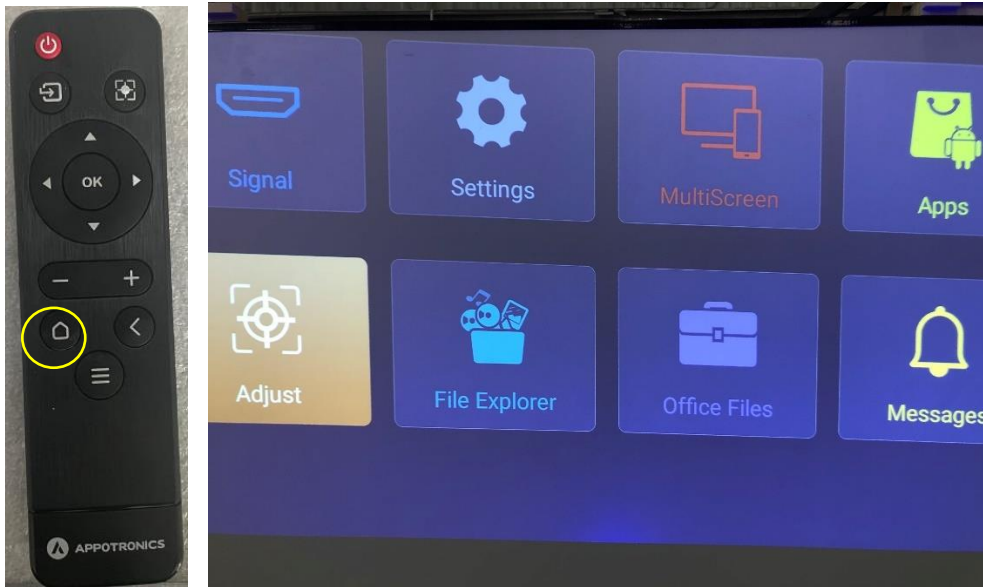 OK
APPOTRONICS
Signal
Settings
MultiScreen
Apps
Adjust
File Explorer
Office Files
Messages